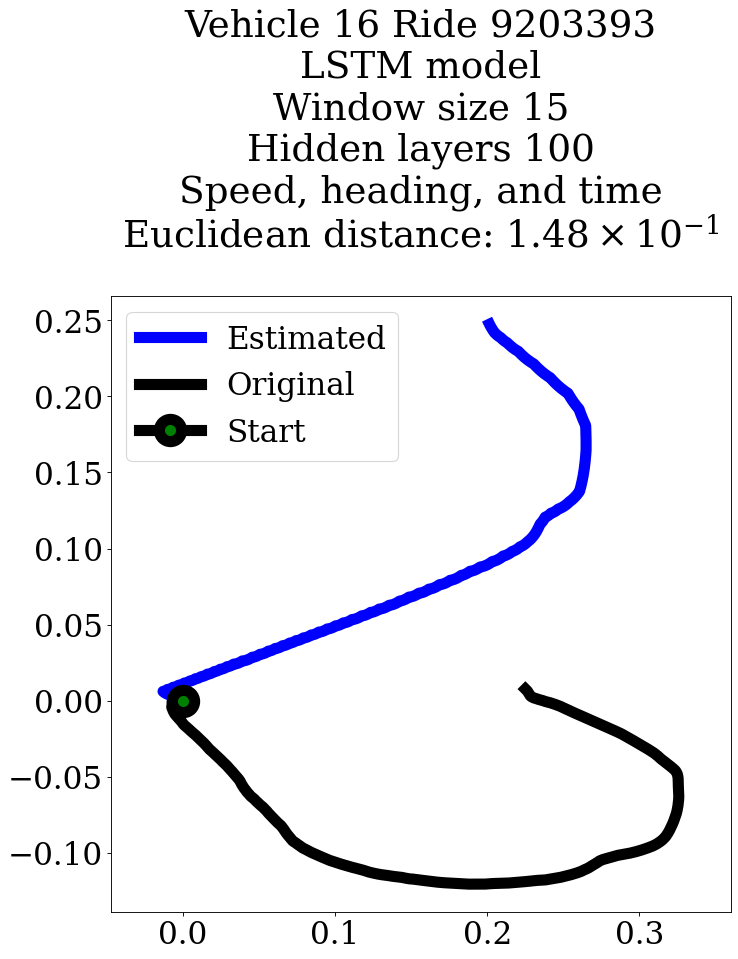 Vehicle 16 Ride 9203393
LSTM model
Window size 15
Hidden layers 100
Speed, heading, and time
Euclidean distance: 1.48 × 10⁻¹
Estimated
Original
Start
0.25
0.20
0.15
0.10
0.05
0.00
−0.05
−0.10
0.0 0.1 0.2 0.3